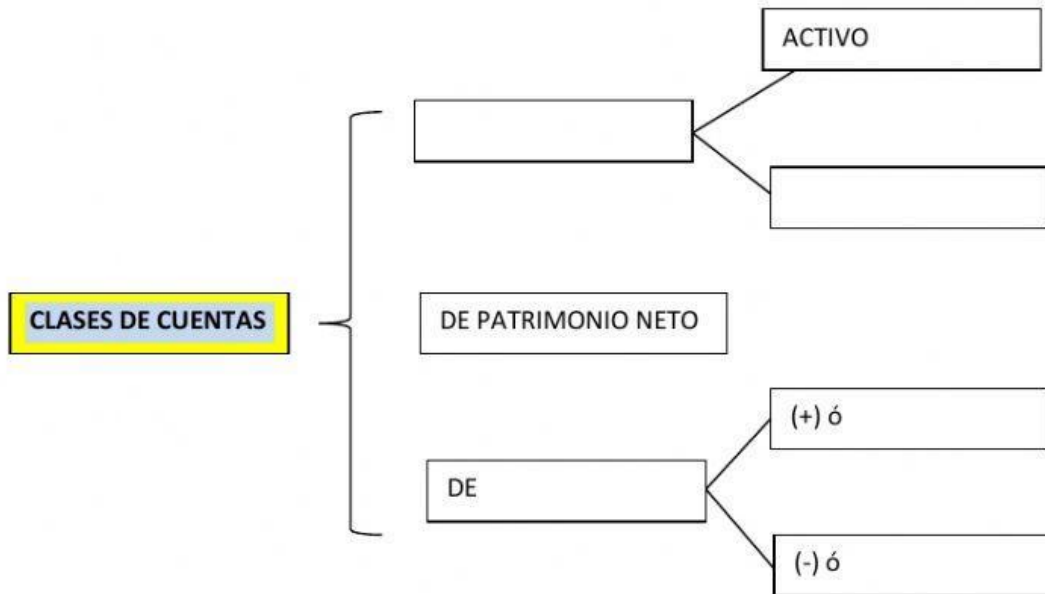 ACTIVO
CLASES DE CUENTAS
DE PATRIMONIO NETO
(+) ó
DE
(-) ó